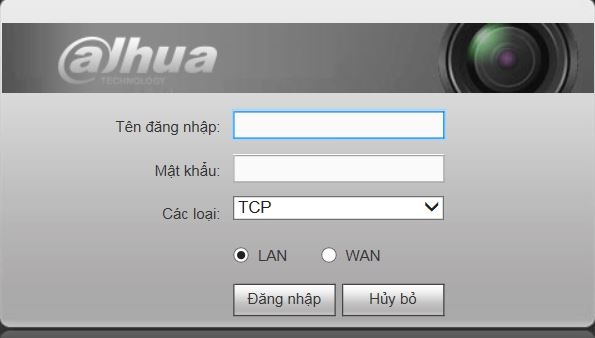 alhua
TECHNOLOGY
Tên đăng nhập:
Mật khẩu:
Các loại: TCP
LAN WAN
Đăng nhập Hủy bỏ